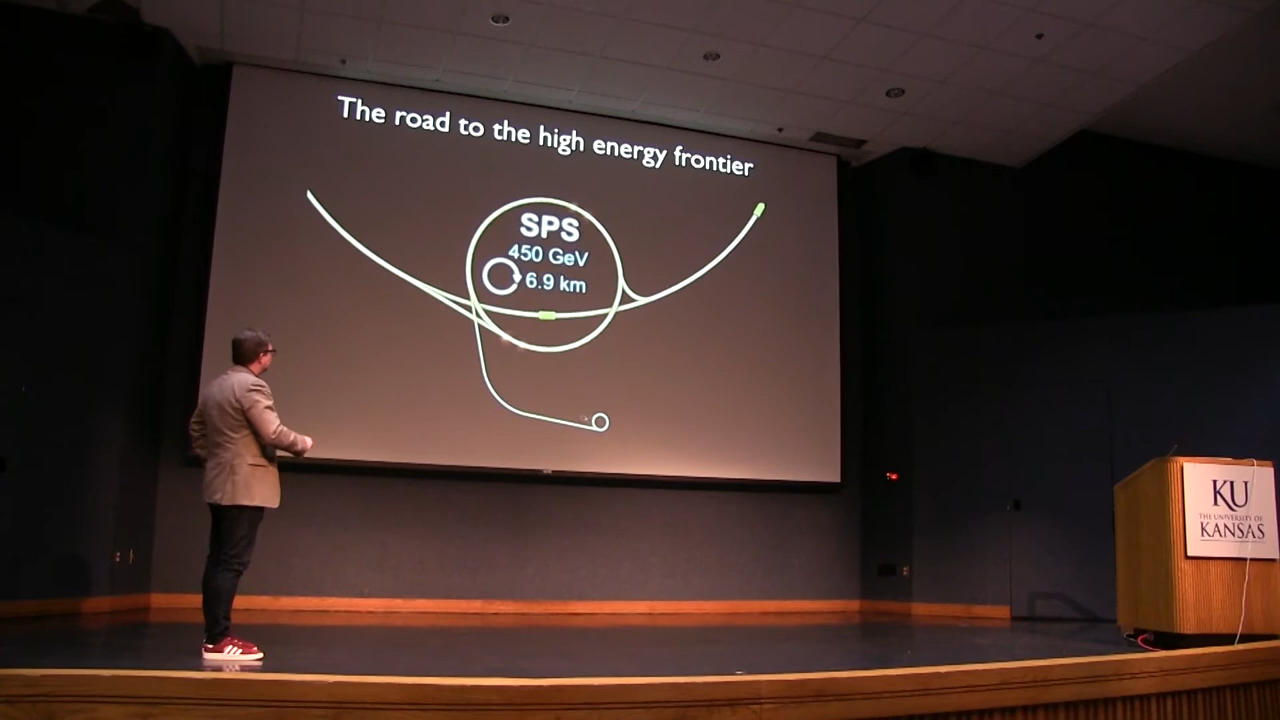 The road to the high energy frontier
SPS
450 GeV
6.9 km
KU
THE UNIVERSITY OF
KANSAS